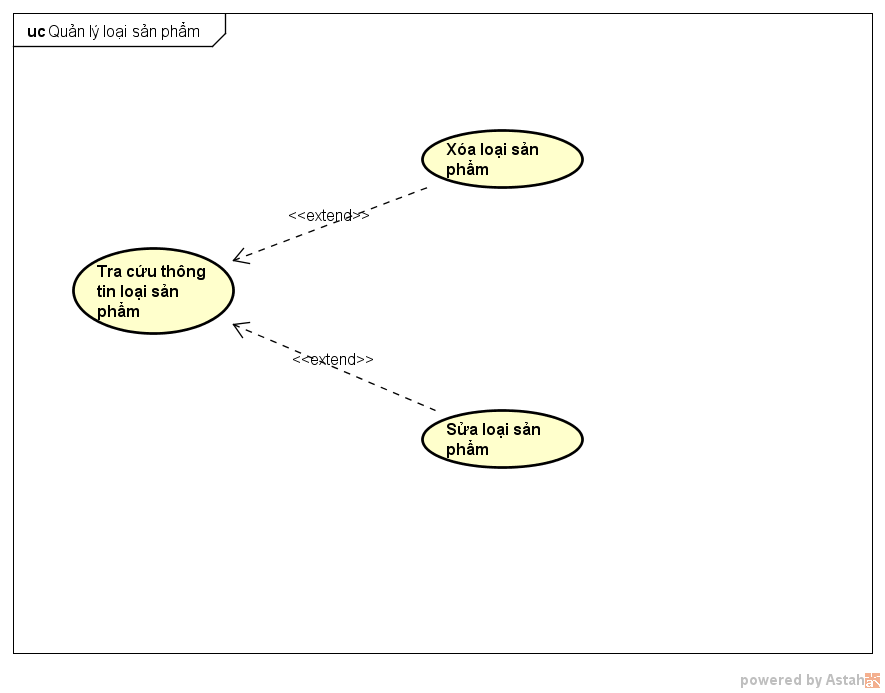 uc Quản lý loại sản phẩm
Xóa loại sản
phẩm
<<extend>>
Tra cứu thông
tin loại sản
phẩm
<<extend>>
Sửa loại sản
phẩm
powered by Astah